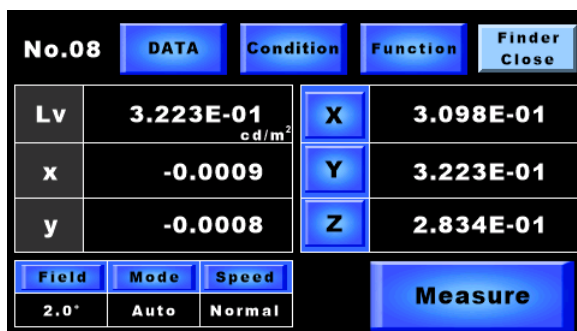 No.08 DATA Condition Function Finder
Close
Lv 3.223E-01 cd/m² X 3.098E-01
x -0.0009 Y 3.223E-01
y -0.0008 Z 2.834E-01
Field Mode Speed
2.0° Auto Normal
Measure